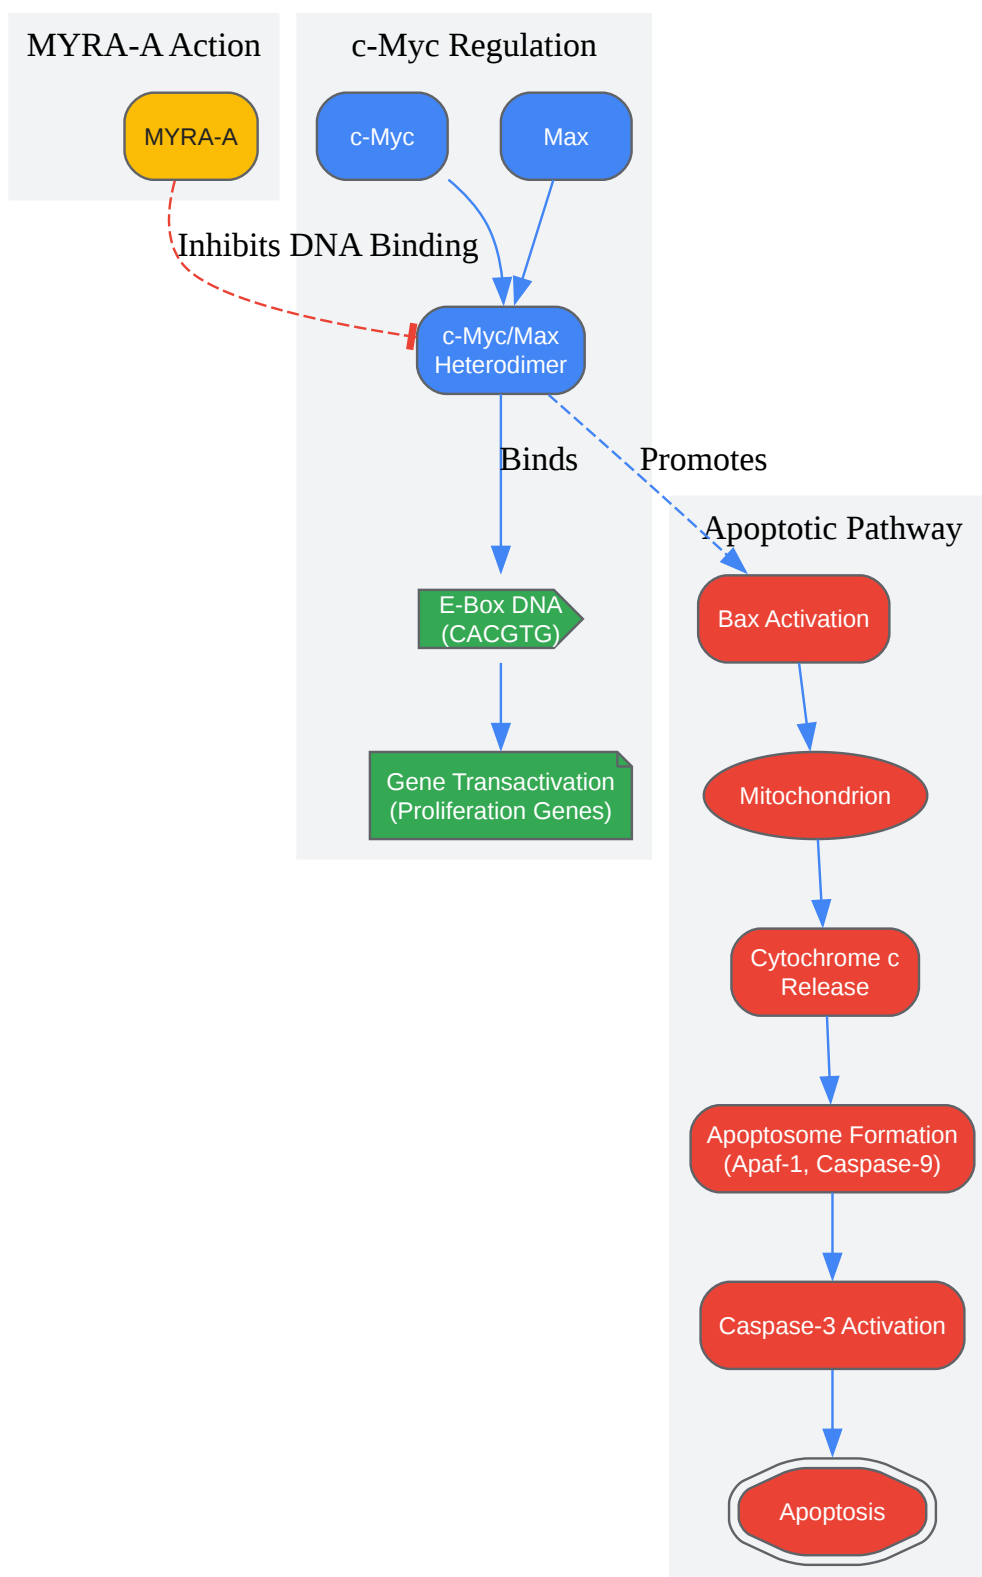 MYRA-A Action
c-Myc Regulation
MYRA-A
c-Myc
Max
Inhibits DNA Binding
c-Myc/Max
Heterodimer
Binds
Promotes
Apoptotic Pathway
E-Box DNA
(CACGTG)
Bax Activation
Gene Transactivation
(Proliferation Genes)
Mitochondrion
Cytochrome c
Release
Apoptosome Formation
(Apaf-1, Caspase-9)
Caspase-3 Activation
Apoptosis